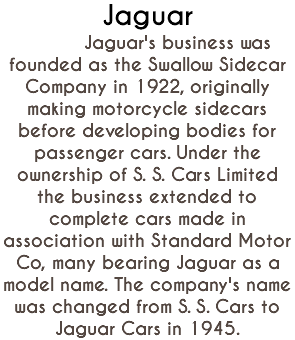 Jaguar
Jaguar's business was
founded as the Swallow Sidecar
Company in 1922, originally
making motorcycle sidecars
before developing bodies for
passenger cars. Under the
ownership of S. S. Cars Limited
the business extended to
complete cars made in
association with Standard Motor
Co, many bearing Jaguar as a
model name. The company's name
was changed from S. S. Cars to
Jaguar Cars in 1945.